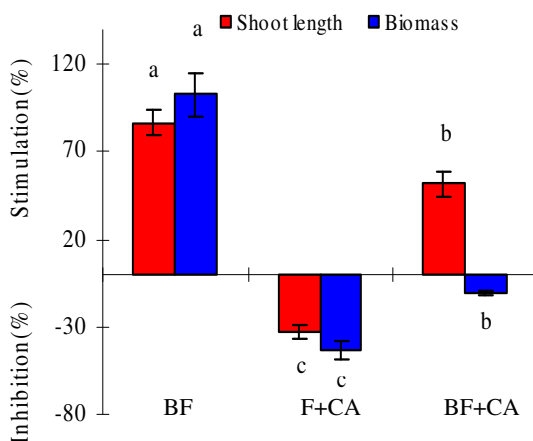 Shoot length Biomass
a
120
a
70
b
20
-30
b
c
c
-80
BF F+CA BF+CA
Stimulation(%)
Inhibition(%)